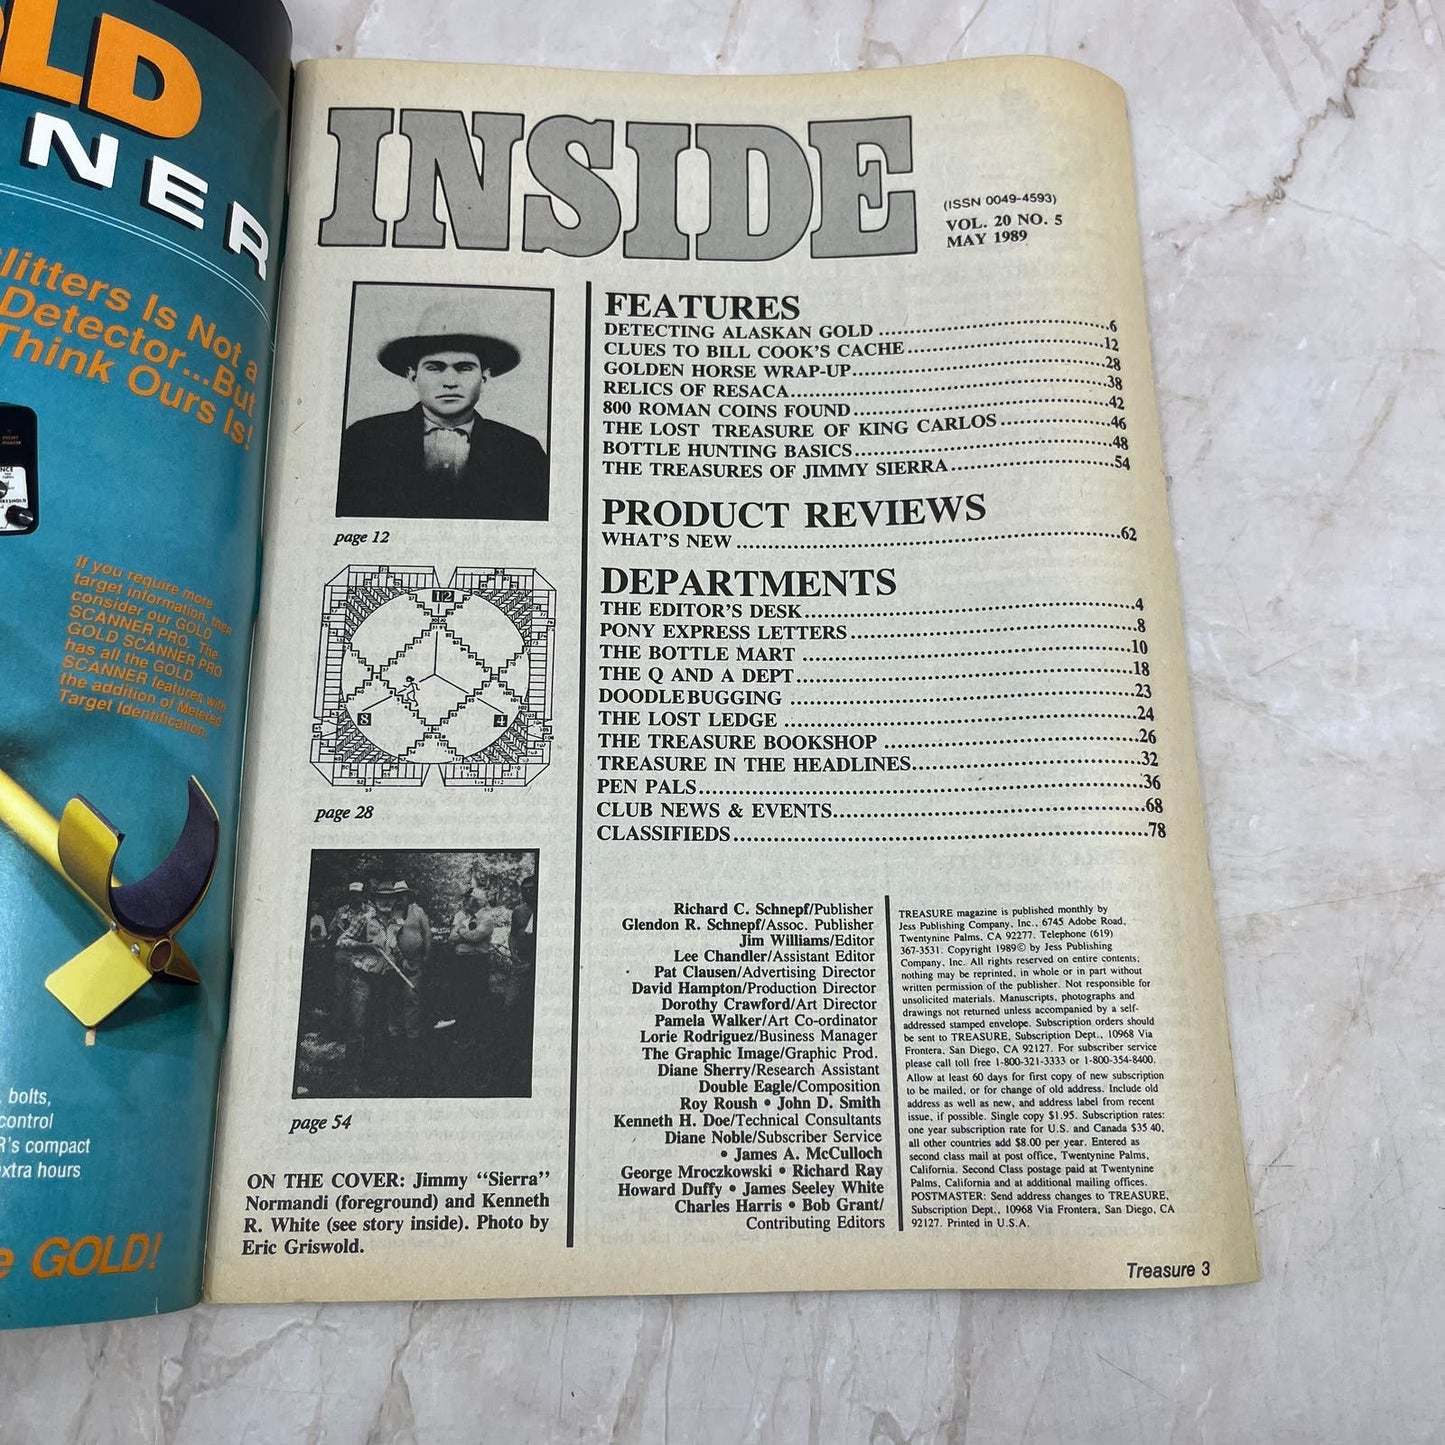 OLD
NER
litters Is Not a
Detector...But
Think Ours Is!
THRESHOLD
If you require more
target information, then
consider our GOLD
SCANNER PRO. The
GOLD SCANNER PRO
has all the GOLD
SCANNER features with
the addition of Metered
Target Identification.
, bolts,
control
R's compact
extra hours
e GOLD!
INSIDE
(ISSN 0049-4593)
VOL. 20 NO. 5
MAY 1989
page 12
12
8
4
page 28
page 54
ON THE COVER: Jimmy "Sierra"
Normandi (foreground) and Kenneth
R. White (see story inside). Photo by
Eric Griswold.
FEATURES
DETECTING ALASKAN GOLD ...6
CLUES TO BILL COOK'S CACHE...12
GOLDEN HORSE WRAP-UP...28
RELICS OF RESACA...38
800 ROMAN COINS FOUND...42
THE LOST TREASURE OF KING CARLOS...46
BOTTLE HUNTING BASICS...48
THE TREASURES OF JIMMY SIERRA...54
PRODUCT REVIEWS
WHAT'S NEW...62
DEPARTMENTS
THE EDITOR'S DESK...4
PONY EXPRESS LETTERS...8
THE BOTTLE MART ...10
THE Q AND A DEPT...18
DOODLEBUGGING ...23
THE LOST LEDGE ...24
THE TREASURE BOOKSHOP ...26
TREASURE IN THE HEADLINES...32
PEN PALS...36
CLUB NEWS & EVENTS...68
CLASSIFIEDS...78
Richard C. Schnepf/Publisher
Glendon R. Schnepf/Assoc. Publisher
Jim Williams/Editor
Lee Chandler/Assistant Editor
Pat Clausen/Advertising Director
David Hampton/Production Director
Dorothy Crawford/Art Director
Pamela Walker/Art Co-ordinator
Lorie Rodriguez/Business Manager
The Graphic Image/Graphic Prod.
Diane Sherry/Research Assistant
Double Eagle/Composition
Roy Roush • John D. Smith
Kenneth H. Doe/Technical Consultants
Diane Noble/Subscriber Service
• James A. McCulloch
George Mroczkowski • Richard Ray
Howard Duffy • James Seeley White
Charles Harris • Bob Grant/
Contributing Editors
TREASURE magazine is published monthly by
Jess Publishing Company, Inc., 6745 Adobe Road,
Twentynine Palms, CA 92277. Telephone (619)
367-3531. Copyright 1989© by Jess Publishing
Company, Inc. All rights reserved on entire contents;
nothing may be reprinted, in whole or in part without
written permission of the publisher. Not responsible for
unsolicited materials. Manuscripts, photographs and
drawings not returned unless accompanied by a self-
addressed stamped envelope. Subscription orders should
be sent to TREASURE, Subscription Dept., 10968 Via
Frontera, San Diego, CA 92127. For subscriber service
please call toll free 1-800-321-3333 or 1-800-354-8400.
Allow at least 60 days for first copy of new subscription
to be mailed, or for change of old address. Include old
address as well as new, and address label from recent
issue, if possible. Single copy $1.95. Subscription rates:
one year subscription rate for U.S. and Canada $35.40,
all other countries add $8.00 per year. Entered as
second class mail at post office, Twentynine Palms,
California. Second Class postage paid at Twentynine
Palms, California and at additional mailing offices.
POSTMASTER: Send address changes to TREASURE,
Subscription Dept., 10968 Via Frontera, San Diego, CA
92127. Printed in U.S.A.
Treasure 3